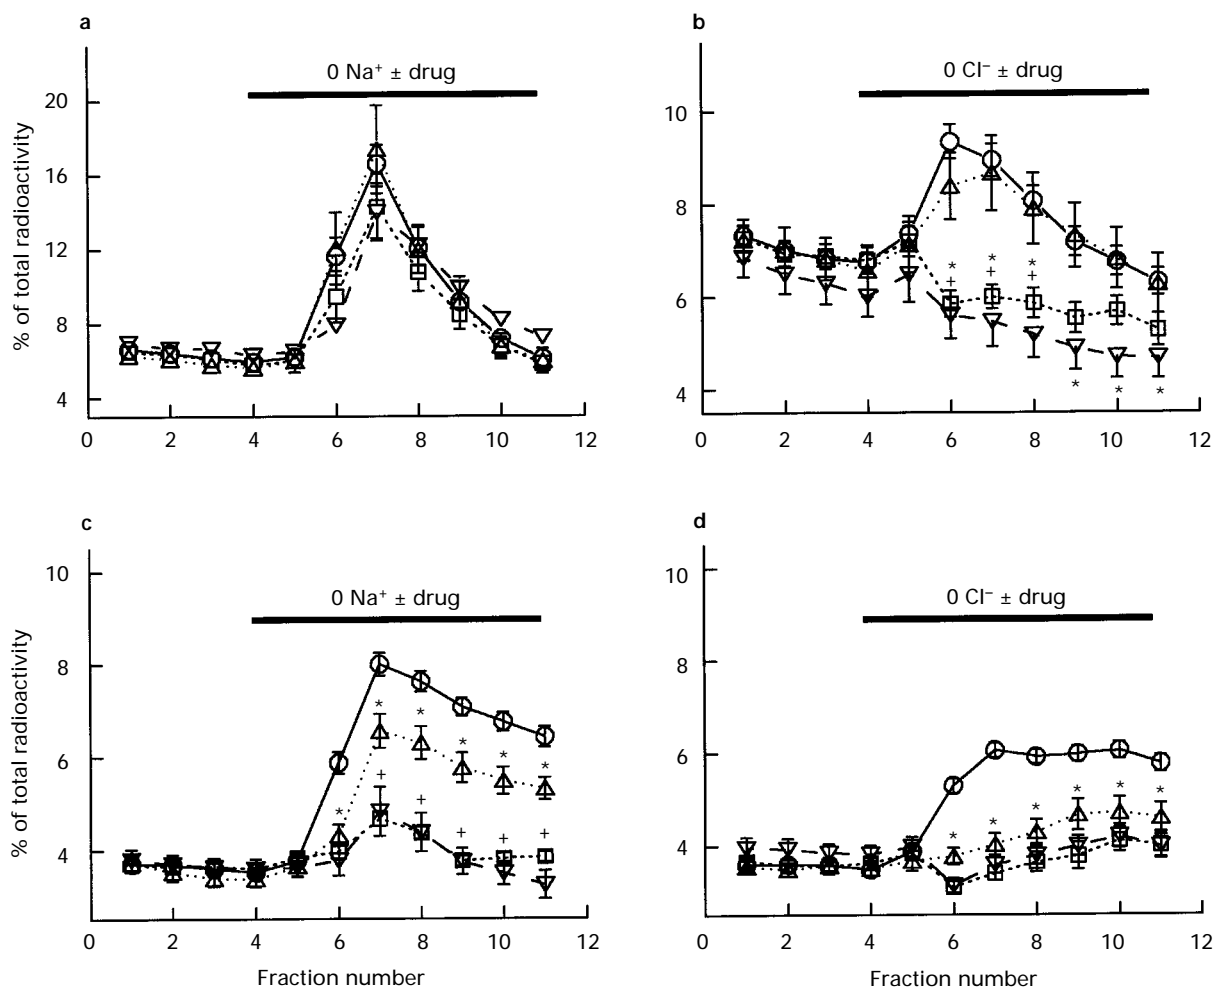 a
0 Na⁺ ± drug
% of total radioactivity
20
16
12
8
4
0 2 4 6 8 10 12
b
0 Cl⁻ ± drug
10
8
6
4
* * *
+ + +
* * *
0 2 4 6 8 10 12
c
0 Na⁺ ± drug
% of total radioactivity
10
8
6
4
* * * * * *
+ + + + +
0 2 4 6 8 10 12
Fraction number
d
0 Cl⁻ ± drug
10
8
6
4
* * * * * *
0 2 4 6 8 10 12
Fraction number